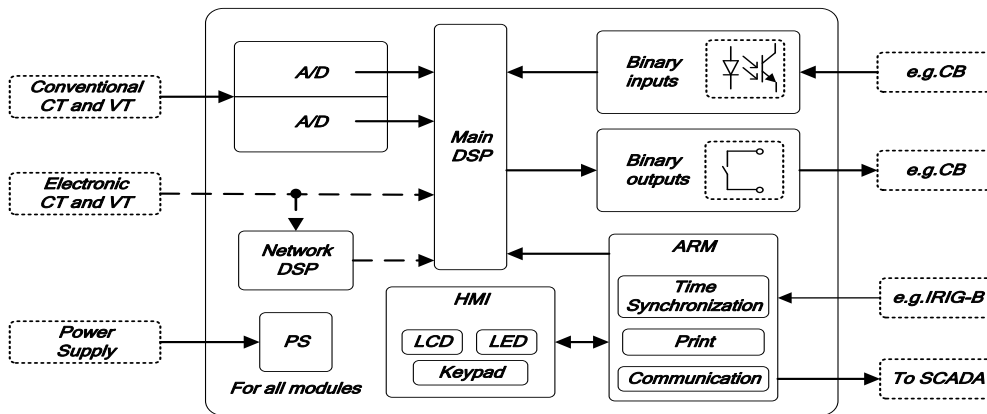 Conventional
CT and VT
Electronic
CT and VT
Power
Supply
A/D
A/D
Network
DSP
PS
For all modules
Main
DSP
Binary
inputs
Binary
outputs
HMI
LCD
LED
Keypad
ARM
Time
Synchronization
Print
Communication
e.g.CB
e.g.CB
e.g.IRIG-B
To SCADA